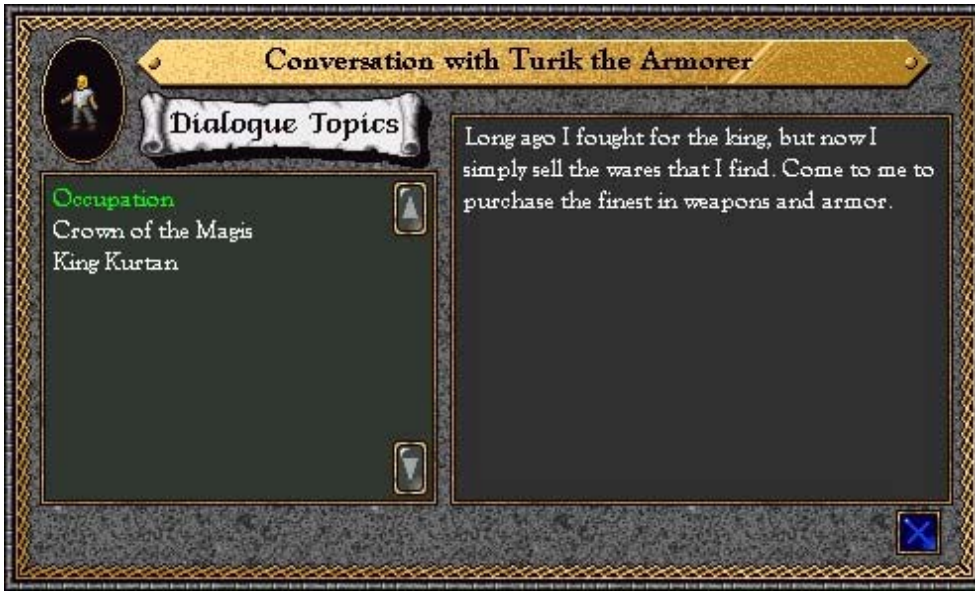 Conversation with Turik the Armorer
Dialogue Topics
Occupation
Crown of the Magis
King Kurtan
Long ago I fought for the king, but now I
simply sell the wares that I find. Come to me to
purchase the finest in weapons and armor.